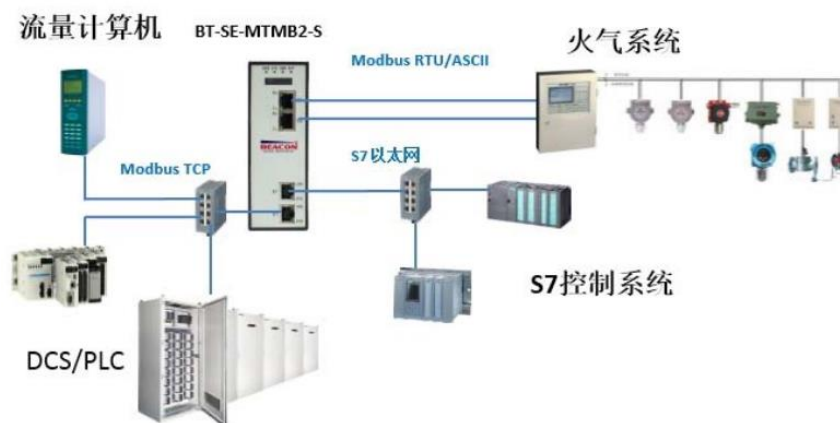 流量计算机
BT-SE-MTMB2-S
火气系统
Modbus RTU/ASCII
BEACON
Modbus TCP
S7以太网
S7控制系统
DCS/PLC